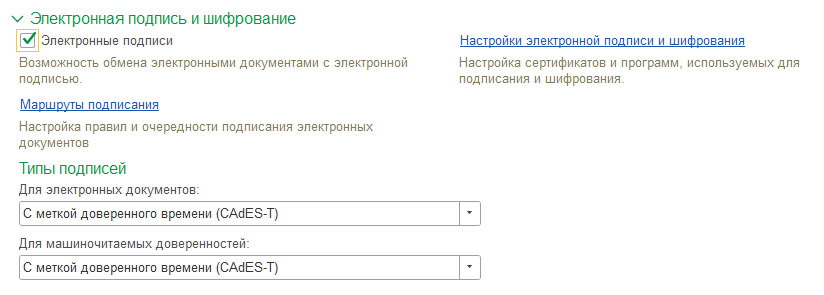 Электронная подпись и шифрование
Электронные подписи
Настройки электронной подписи и шифрования
Возможность обмена электронными документами с электронной
подписью.
Настройка сертификатов и программ, используемых для
подписания и шифрования.
Маршруты подписания
Настройка правил и очередности подписания электронных
документов
Типы подписей
Для электронных документов:
С меткой доверенного времени (CAdES-T)
Для машиночитаемых доверенностей:
С меткой доверенного времени (CAdES-T)